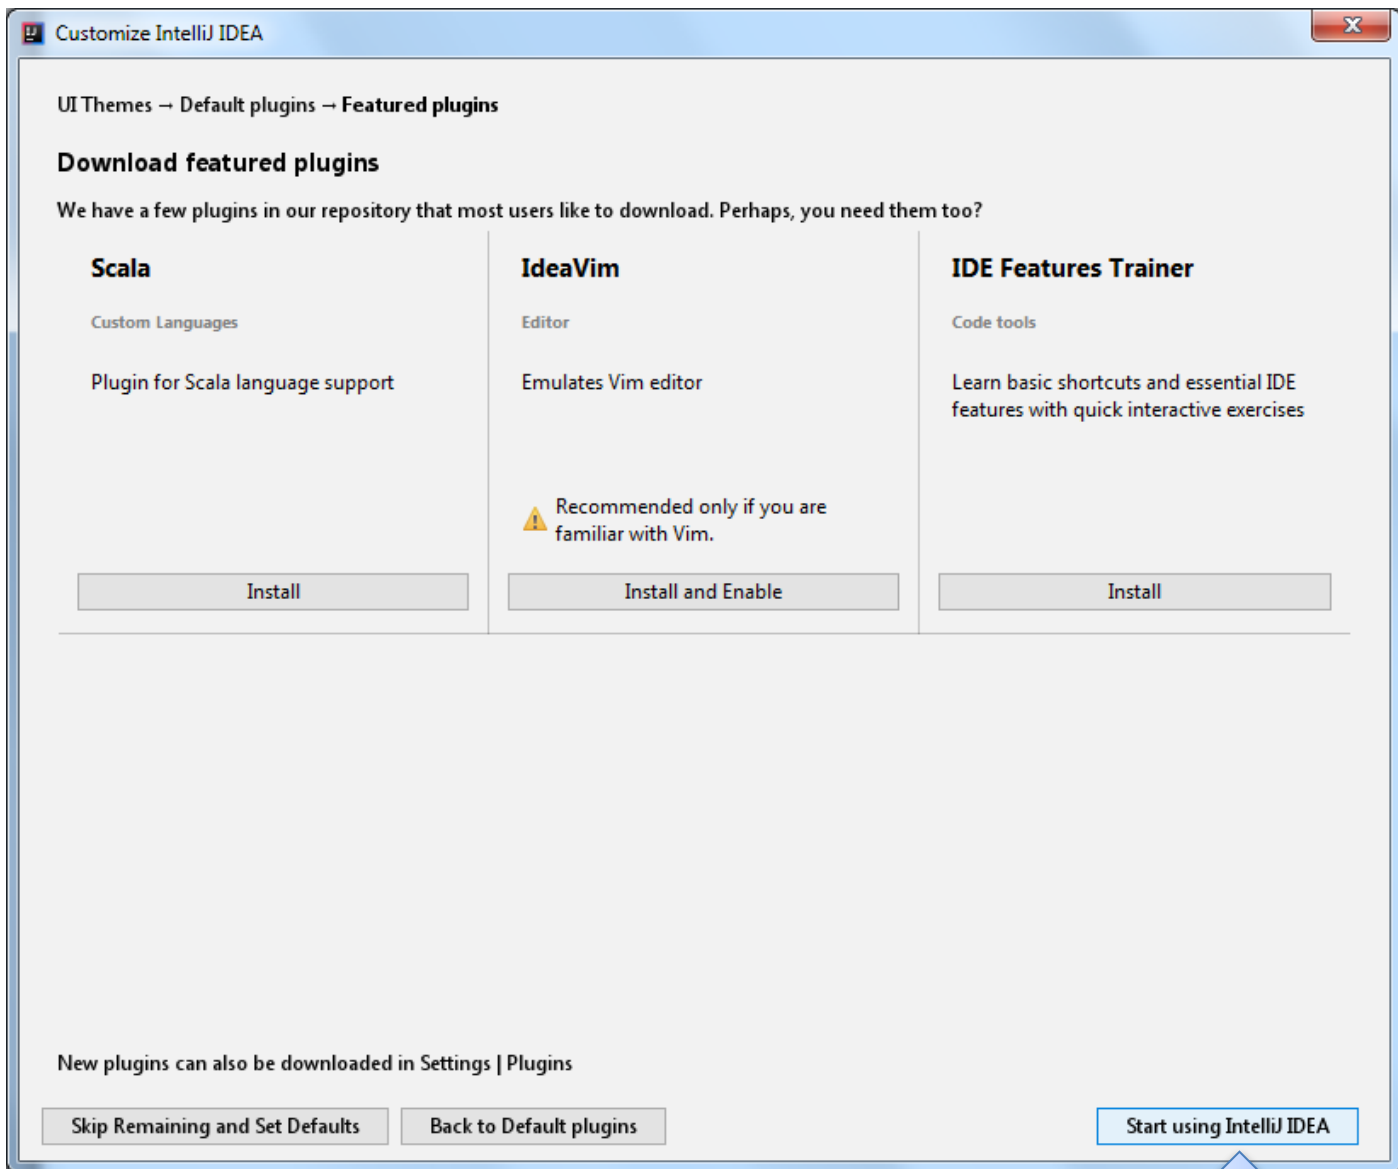 Customize IntelliJ IDEA
UI Themes → Default plugins → Featured plugins
Download featured plugins
We have a few plugins in our repository that most users like to download. Perhaps, you need them too?
Scala
Custom Languages
Plugin for Scala language support
Install
IdeaVim
Editor
Emulates Vim editor
Recommended only if you are
familiar with Vim.
Install and Enable
IDE Features Trainer
Code tools
Learn basic shortcuts and essential IDE
features with quick interactive exercises
Install
New plugins can also be downloaded in Settings | Plugins
Skip Remaining and Set Defaults
Back to Default plugins
Start using IntelliJ IDEA